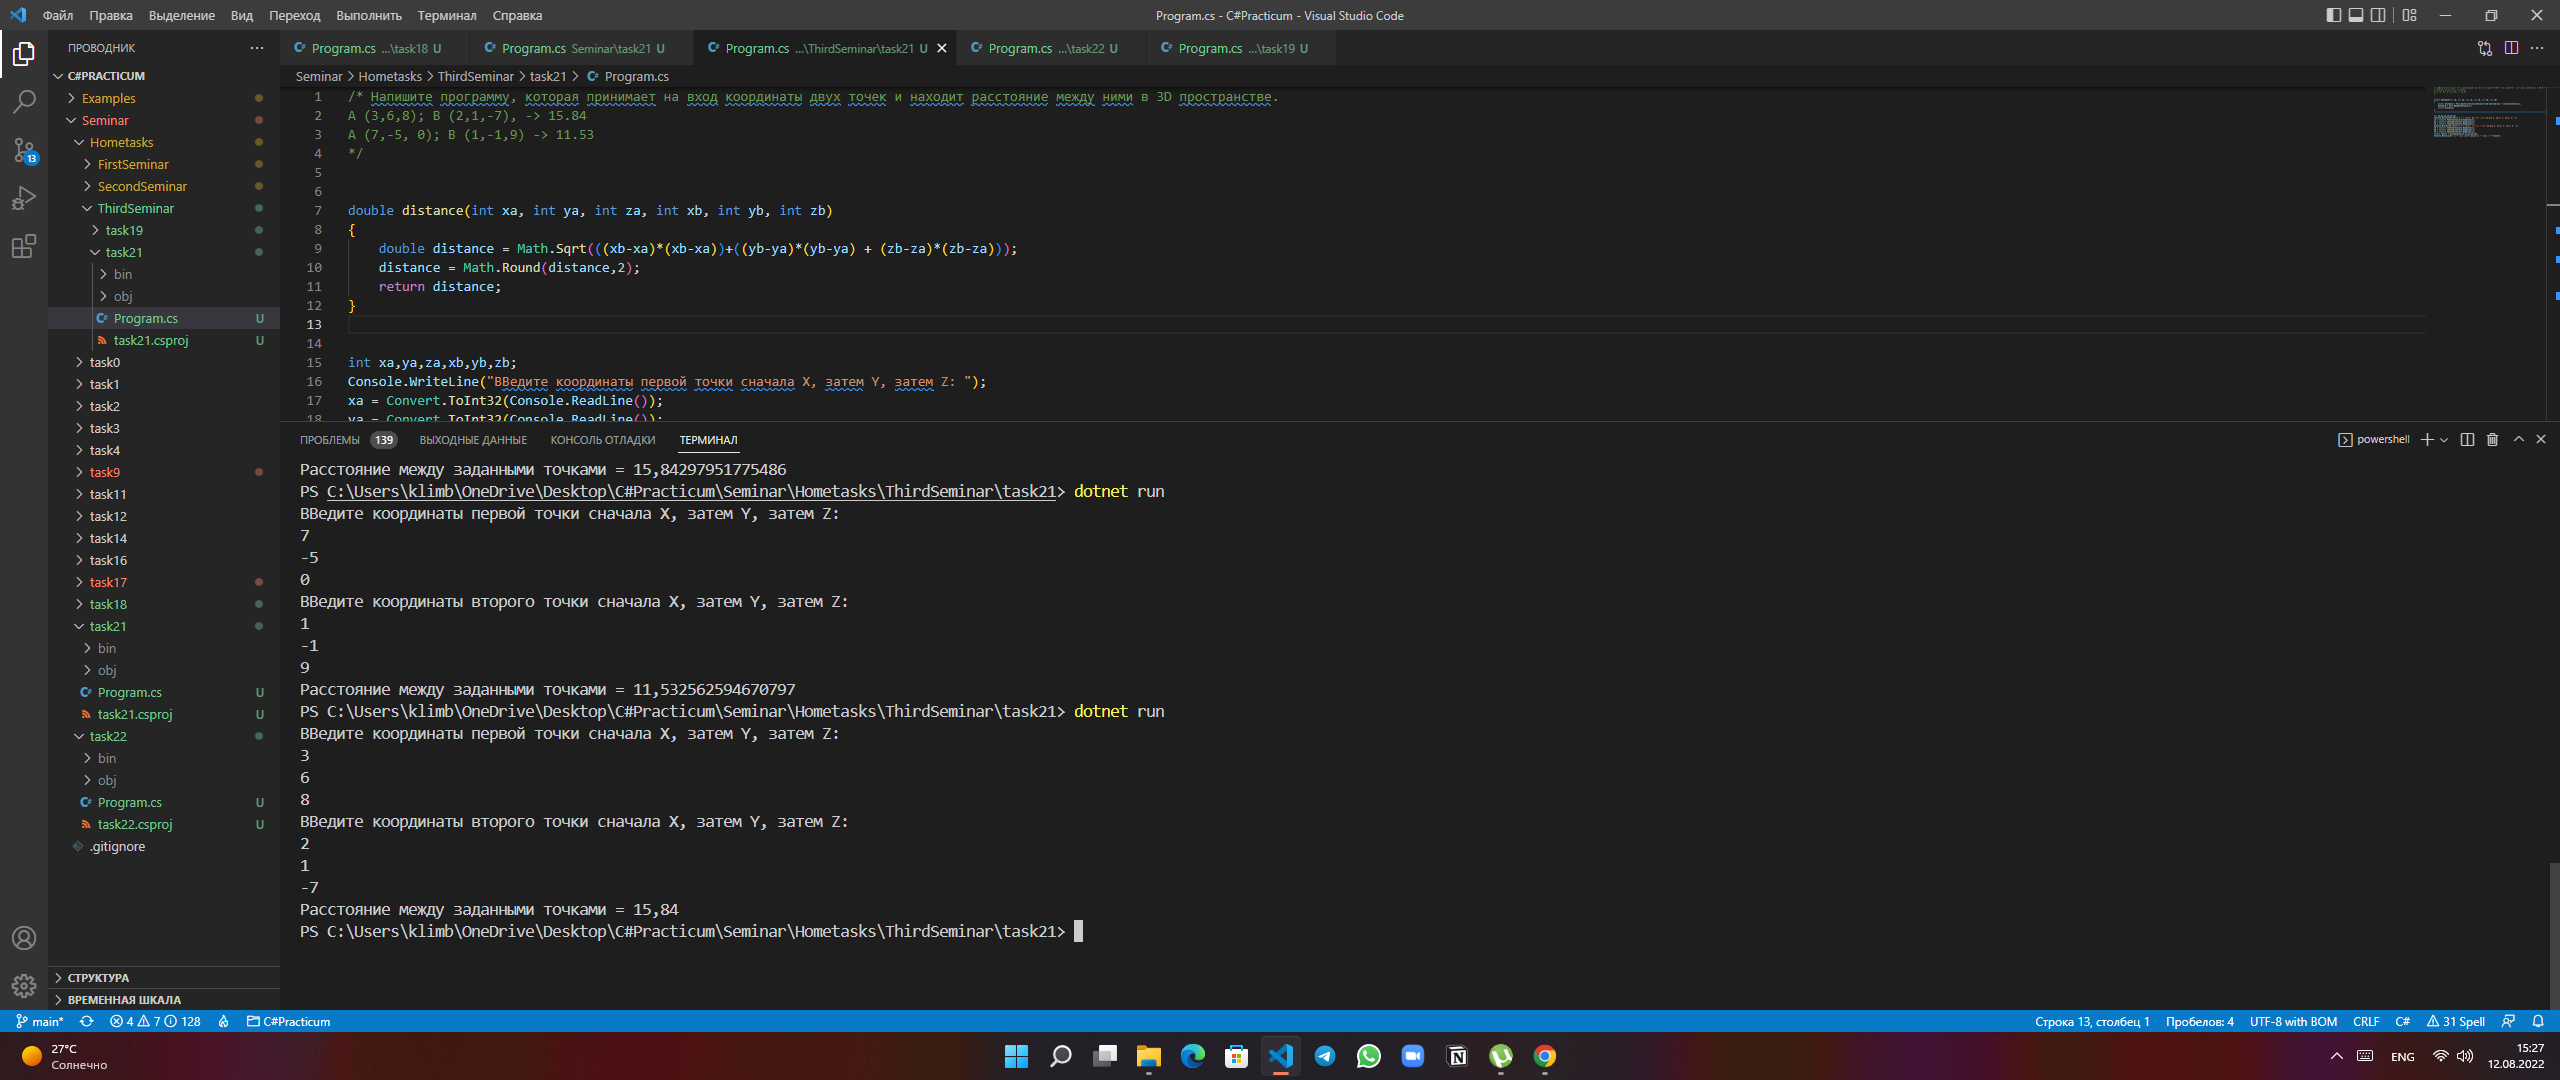 Файл Правка Выделение Вид Переход Выполнить Терминал Справка
Program.cs - C#Practicum - Visual Studio Code
ПРОВОДНИК
Program.cs ...\task18 U
Program.cs Seminar\task21 U
Program.cs ...\ThirdSeminar\task21 U
Program.cs ...\task22 U
Program.cs ...\task19 U
C#PRACTICUM
Examples
Seminar
Hometasks
FirstSeminar
SecondSeminar
ThirdSeminar
task19
task21
bin
obj
Program.cs U
task21.csproj U
task0
task1
task2
task3
task4
task9
task11
task12
task14
task16
task17
task18
task21
bin
obj
Program.cs U
task21.csproj U
task22
bin
obj
Program.cs U
task22.csproj U
.gitignore
СТРУКТУРА
ВРЕМЕННАЯ ШКАЛА
13
Seminar > Hometasks > ThirdSeminar > task21 > Program.cs
1 /* Напишите программу, которая принимает на вход координаты двух точек и находит расстояние между ними в 3D пространстве.
2 A (3,6,8); B (2,1,-7), -> 15.84
3 A (7,-5, 0); B (1,-1,9) -> 11.53
4 */
5
6
7 double distance(int xa, int ya, int za, int xb, int yb, int zb)
8 {
9 double distance = Math.Sqrt(((xb-xa)*(xb-xa))+((yb-ya)*(yb-ya) + (zb-za)*(zb-za)));
10 distance = Math.Round(distance,2);
11 return distance;
12 }
13
14
15 int xa,ya,za,xb,yb,zb;
16 Console.WriteLine("ВВедите координаты первой точки сначала X, затем Y, затем Z: ");
17 xa = Convert.ToInt32(Console.ReadLine());
18 ya = Convert.ToInt32(Console.ReadLine());
ПРОБЛЕМЫ 139 ВЫХОДНЫЕ ДАННЫЕ КОНСОЛЬ ОТЛАДКИ ТЕРМИНАЛ
powershell
Расстояние между заданными точками = 15,84297951775486
PS C:\Users\klimb\OneDrive\Desktop\C#Practicum\Seminar\Hometasks\ThirdSeminar\task21> dotnet run
ВВедите координаты первой точки сначала X, затем Y, затем Z:
7
-5
0
ВВедите координаты второго точки сначала X, затем Y, затем Z:
1
-1
9
Расстояние между заданными точками = 11,532562594670797
PS C:\Users\klimb\OneDrive\Desktop\C#Practicum\Seminar\Hometasks\ThirdSeminar\task21> dotnet run
ВВедите координаты первой точки сначала X, затем Y, затем Z:
3
6
8
ВВедите координаты второго точки сначала X, затем Y, затем Z:
2
1
-7
Расстояние между заданными точками = 15,84
PS C:\Users\klimb\OneDrive\Desktop\C#Practicum\Seminar\Hometasks\ThirdSeminar\task21>
main* 4 7 128 C#Practicum
Строка 13, столбец 1 Пробелов: 4 UTF-8 with BOM CRLF C# 31 Spell
27°C
Солнечно
ENG
15:27
12.08.2022